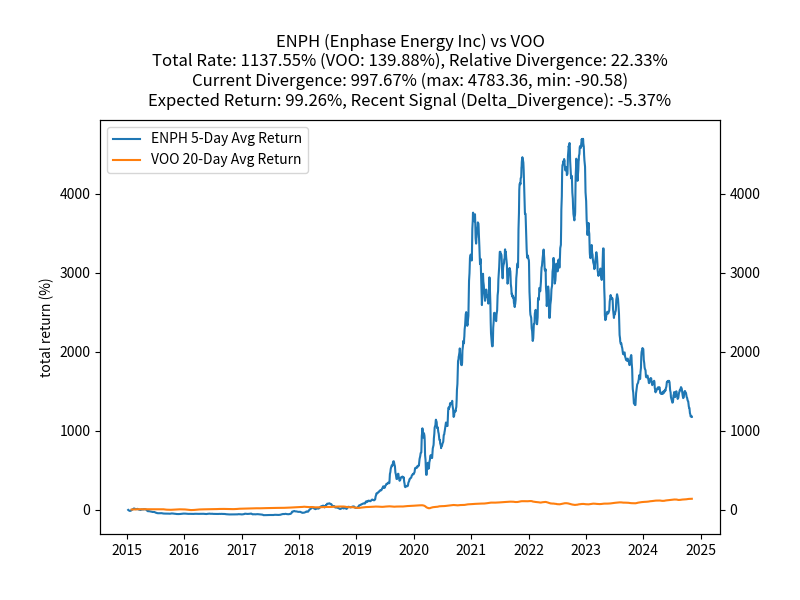 ENPH (Enphase Energy Inc) vs VOO
Total Rate: 1137.55% (VOO: 139.88%), Relative Divergence: 22.33%
Current Divergence: 997.67% (max: 4783.36, min: -90.58)
Expected Return: 99.26%, Recent Signal (Delta_Divergence): -5.37%
ENPH 5-Day Avg Return
VOO 20-Day Avg Return
total return (%)
4000 4000
3000 3000
2000 2000
1000 1000
0 0
2015 2016 2017 2018 2019 2020 2021 2022 2023 2024 2025